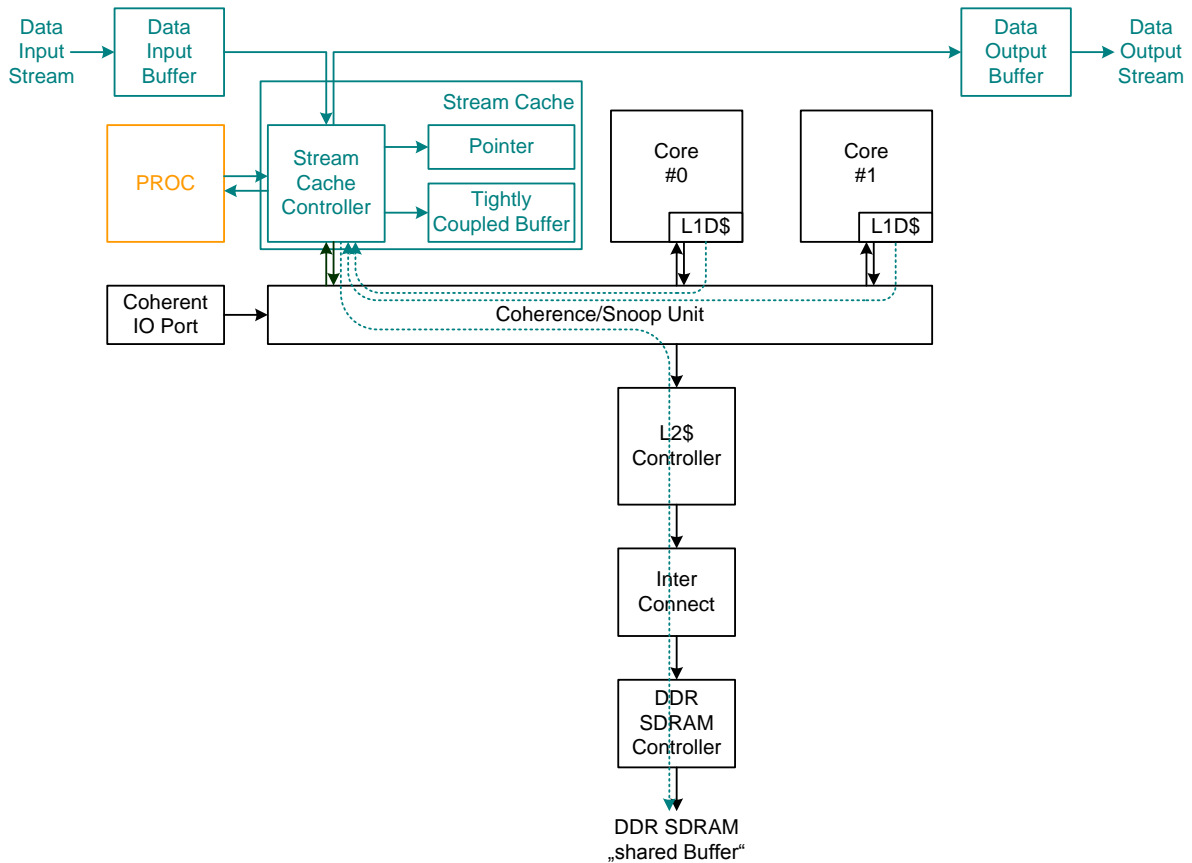 Data
Input
Stream
Data
Input
Buffer
Data
Output
Buffer
Data
Output
Stream
Stream Cache
PROC
Stream
Cache
Controller
Pointer
Tightly
Coupled Buffer
Core
#0
L1D$
Core
#1
L1D$
Coherent
IO Port
Coherence/Snoop Unit
L2$
Controller
Inter
Connect
DDR
SDRAM
Controller
DDR SDRAM
„shared Buffer“